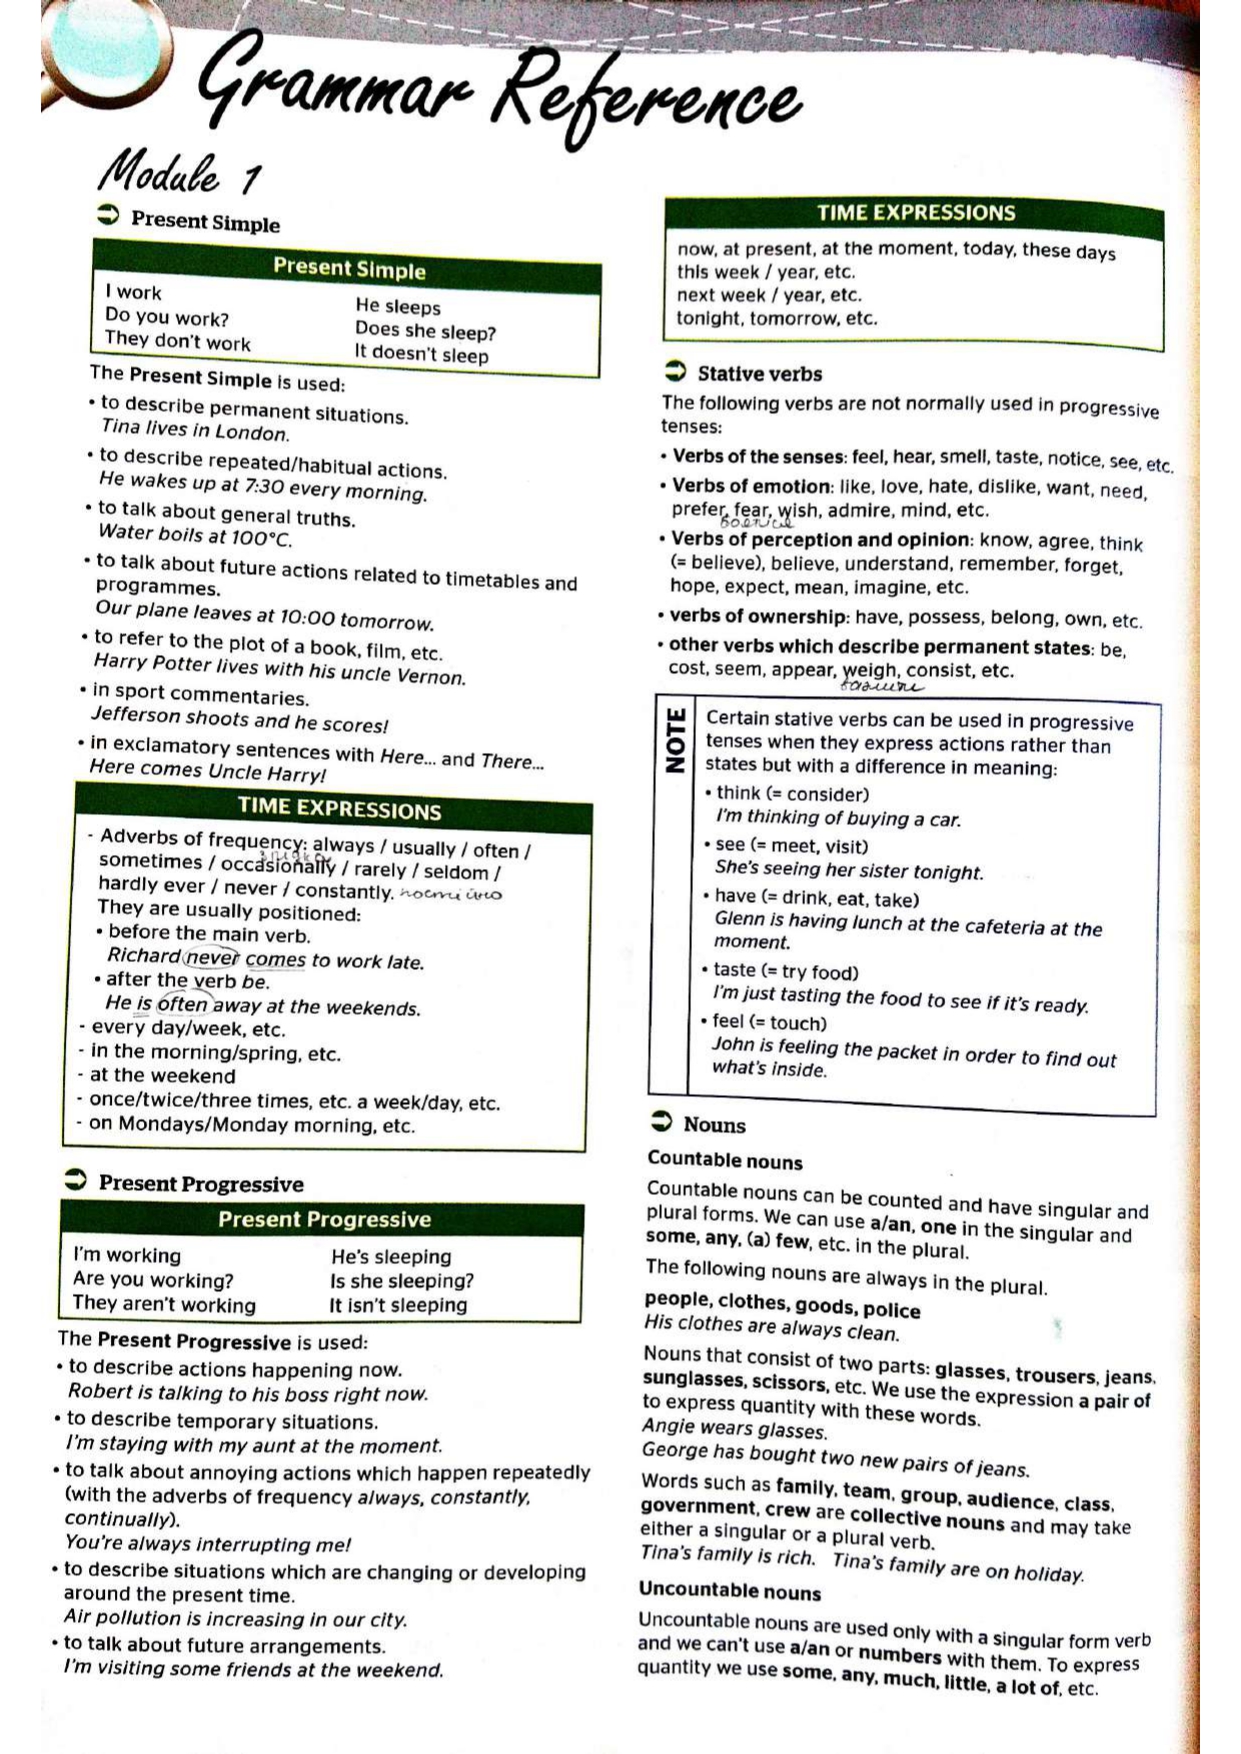 Grammar Reference
Module 1
Present Simple
Present Simple
I work
Do you work?
They don't work
He sleeps
Does she sleep?
It doesn't sleep
The Present Simple is used:
• to describe permanent situations.
Tina lives in London.
• to describe repeated/habitual actions.
He wakes up at 7:30 every morning.
• to talk about general truths.
Water boils at 100°C.
• to talk about future actions related to timetables and
programmes.
Our plane leaves at 10:00 tomorrow.
• to refer to the plot of a book, film, etc.
Harry Potter lives with his uncle Vernon.
• in sport commentaries.
Jefferson shoots and he scores!
• in exclamatory sentences with Here... and There...
Here comes Uncle Harry!
TIME EXPRESSIONS
- Adverbs of frequency: always / usually / often /
sometimes / occasionally / rarely / seldom /
hardly ever / never / constantly.
They are usually positioned:
• before the main verb.
Richard never comes to work late.
• after the verb be.
He is often away at the weekends.
- every day/week, etc.
- in the morning/spring, etc.
- at the weekend
- once/twice/three times, etc. a week/day, etc.
- on Mondays/Monday morning, etc.
Present Progressive
Present Progressive
I'm working
Are you working?
They aren't working
He's sleeping
Is she sleeping?
It isn't sleeping
The Present Progressive is used:
• to describe actions happening now.
Robert is talking to his boss right now.
• to describe temporary situations.
I'm staying with my aunt at the moment.
• to talk about annoying actions which happen repeatedly
(with the adverbs of frequency always, constantly,
continually).
You're always interrupting me!
• to describe situations which are changing or developing
around the present time.
Air pollution is increasing in our city.
• to talk about future arrangements.
I'm visiting some friends at the weekend.
TIME EXPRESSIONS
now, at present, at the moment, today, these days
this week / year, etc.
next week / year, etc.
tonight, tomorrow, etc.
Stative verbs
The following verbs are not normally used in progressive
tenses:
• Verbs of the senses: feel, hear, smell, taste, notice, see, etc.
• Verbs of emotion: like, love, hate, dislike, want, need,
prefer, fear, wish, admire, mind, etc.
• Verbs of perception and opinion: know, agree, think
(= believe), believe, understand, remember, forget,
hope, expect, mean, imagine, etc.
• verbs of ownership: have, possess, belong, own, etc.
• other verbs which describe permanent states: be,
cost, seem, appear, weigh, consist, etc.
NOTE
Certain stative verbs can be used in progressive
tenses when they express actions rather than
states but with a difference in meaning:
• think (= consider)
I'm thinking of buying a car.
• see (= meet, visit)
She's seeing her sister tonight.
• have (= drink, eat, take)
Glenn is having lunch at the cafeteria at the
moment.
• taste (= try food)
I'm just tasting the food to see if it's ready.
• feel (= touch)
John is feeling the packet in order to find out
what's inside.
Nouns
Countable nouns
Countable nouns can be counted and have singular and
plural forms. We can use a/an, one in the singular and
some, any, (a) few, etc. in the plural.
The following nouns are always in the plural.
people, clothes, goods, police
His clothes are always clean.
Nouns that consist of two parts: glasses, trousers, jeans,
sunglasses, scissors, etc. We use the expression a pair of
to express quantity with these words.
Angie wears glasses.
George has bought two new pairs of jeans.
Words such as family, team, group, audience, class,
government, crew are collective nouns and may take
either a singular or a plural verb.
Tina's family is rich. Tina's family are on holiday.
Uncountable nouns
Uncountable nouns are used only with a singular form verb
and we can't use a/an or numbers with them. To express
quantity we use some, any, much, little, a lot of, etc.